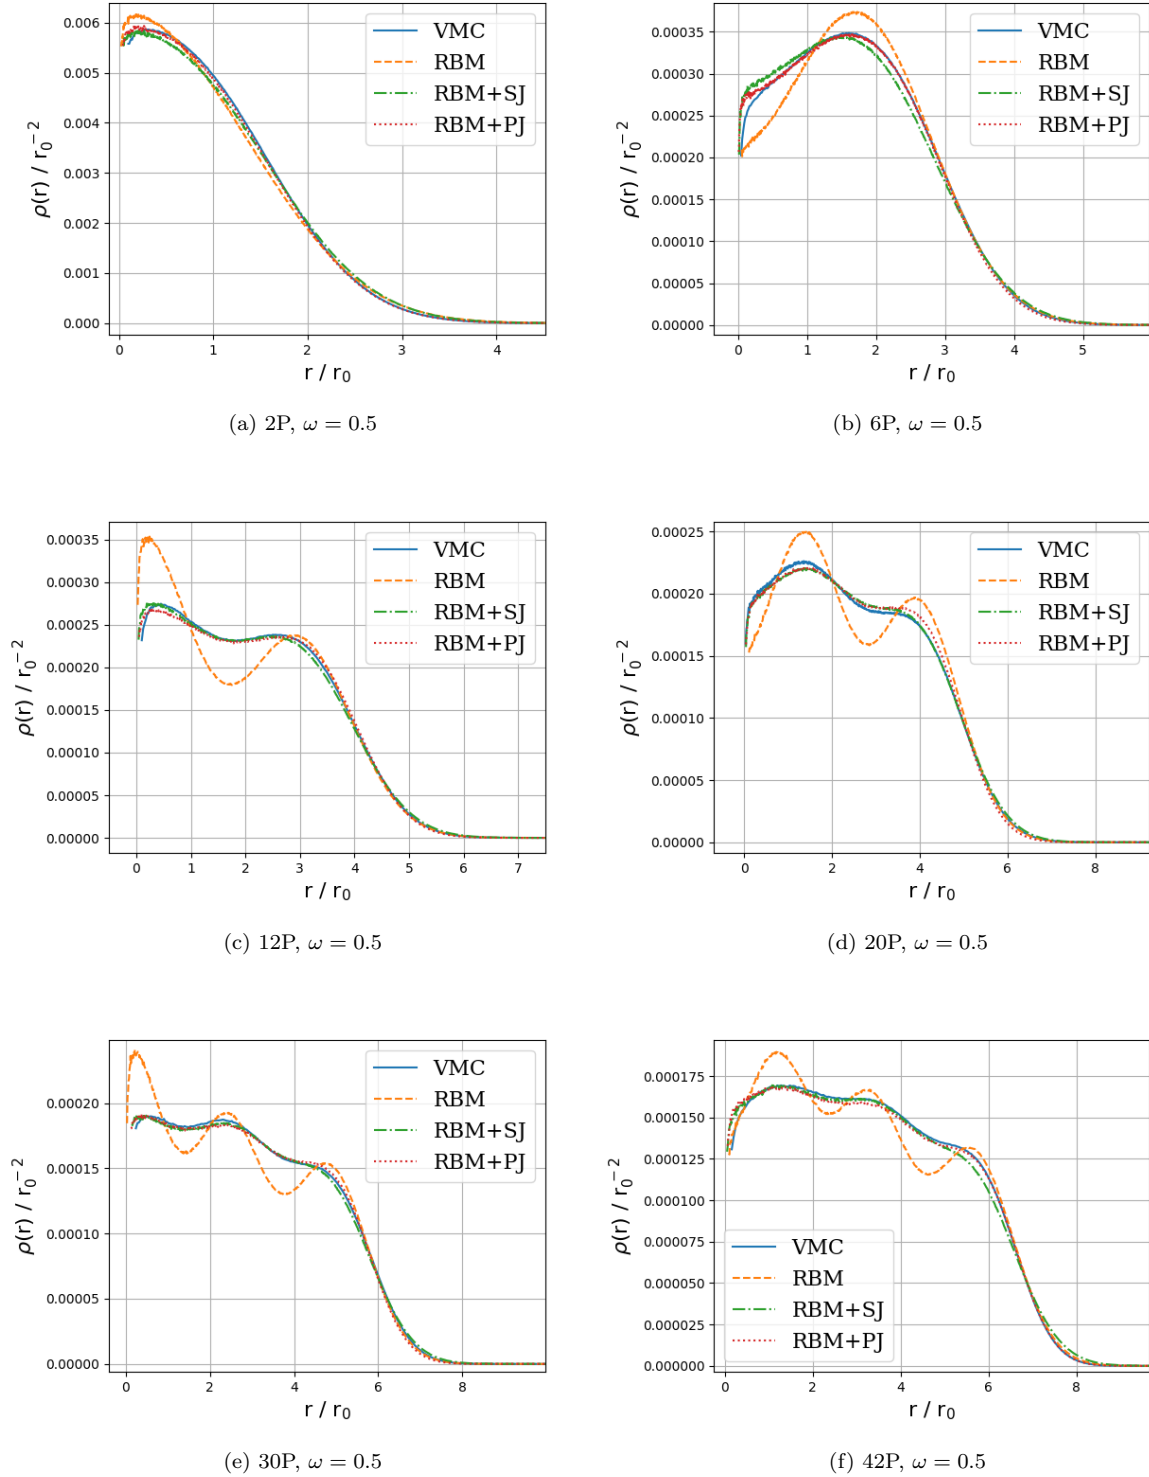 0.006
0.005
0.004
0.003
0.002
0.001
0.000
ρ(r) / r₀⁻²
0 1 2 3 4
r / r₀
VMC
RBM
RBM+SJ
RBM+PJ
(a) 2P, ω = 0.5
0.00035
0.00030
0.00025
0.00020
0.00015
0.00010
0.00005
0.00000
ρ(r) / r₀⁻²
0 1 2 3 4 5
r / r₀
VMC
RBM
RBM+SJ
RBM+PJ
(b) 6P, ω = 0.5
0.00035
0.00030
0.00025
0.00020
0.00015
0.00010
0.00005
0.00000
ρ(r) / r₀⁻²
0 1 2 3 4 5 6 7
r / r₀
VMC
RBM
RBM+SJ
RBM+PJ
(c) 12P, ω = 0.5
0.00025
0.00020
0.00015
0.00010
0.00005
0.00000
ρ(r) / r₀⁻²
0 2 4 6 8
r / r₀
VMC
RBM
RBM+SJ
RBM+PJ
(d) 20P, ω = 0.5
0.00020
0.00015
0.00010
0.00005
0.00000
ρ(r) / r₀⁻²
0 2 4 6 8
r / r₀
VMC
RBM
RBM+SJ
RBM+PJ
(e) 30P, ω = 0.5
0.000175
0.000150
0.000125
0.000100
0.000075
0.000050
0.000025
0.000000
ρ(r) / r₀⁻²
0 2 4 6 8
r / r₀
VMC
RBM
RBM+SJ
RBM+PJ
(f) 42P, ω = 0.5